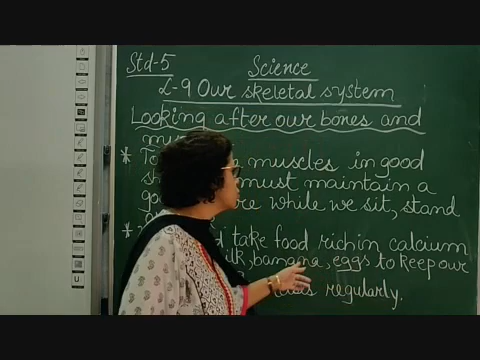 Std-5 Science
L-9 Our skeletal system
Looking after our bones and
* muscles in good
must maintain a
while we sit, stand
* take food rich in calcium
banana, eggs to keep our
regularly.